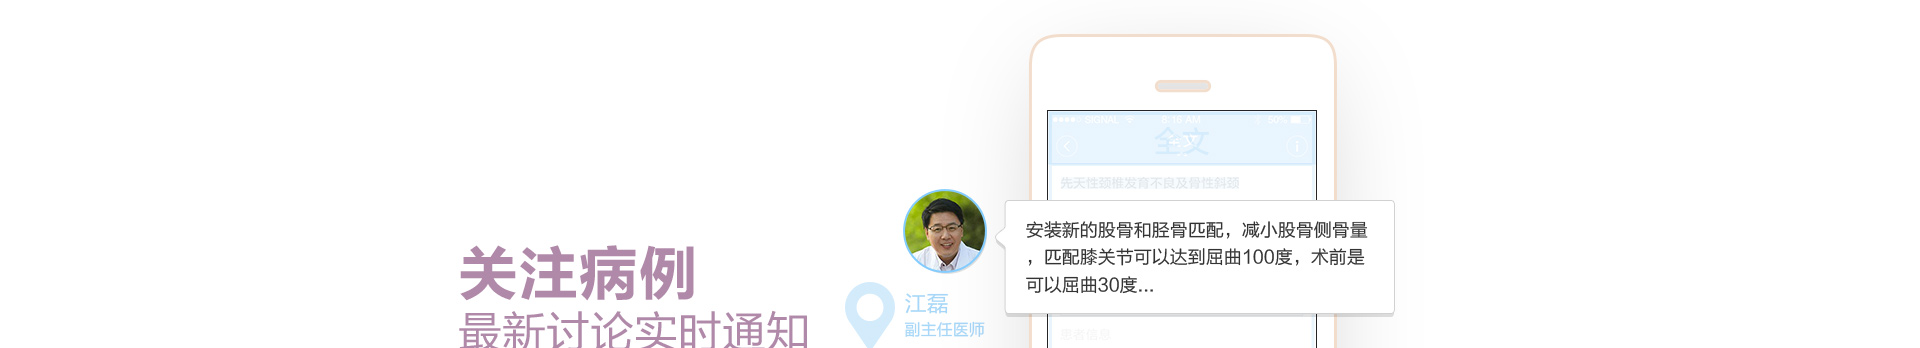 SIGNAL 8:15 AM 50%
全文
先天性颈椎发育不良及骨性斜颈
安装新的股骨和胫骨匹配，减小股骨侧骨量
，匹配膝关节可以达到屈曲100度，术前是
可以屈曲30度...
关注病例
最新讨论实时通知
江磊
副主任医师
患者信息